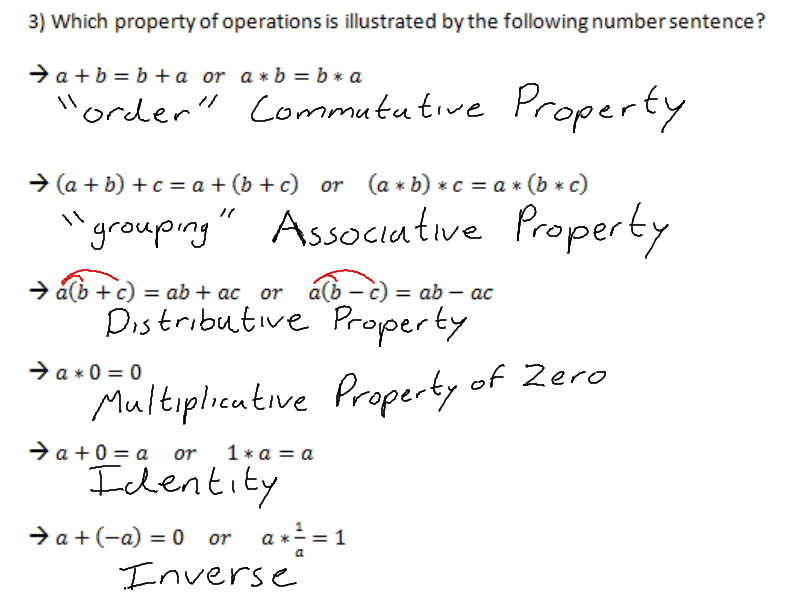 3) Which property of operations is illustrated by the following number sentence?
→ a + b = b + a or a * b = b * a
"order" Commutative Property
→ (a + b) + c = a + (b + c) or (a * b) * c = a * (b * c)
"grouping" Associative Property
→ a(b + c) = ab + ac or a(b − c) = ab − ac
Distributive Property
→ a * 0 = 0
Multiplicative Property of Zero
→ a + 0 = a or 1 * a = a
Identity
→ a + (−a) = 0 or a * 1/a = 1
Inverse